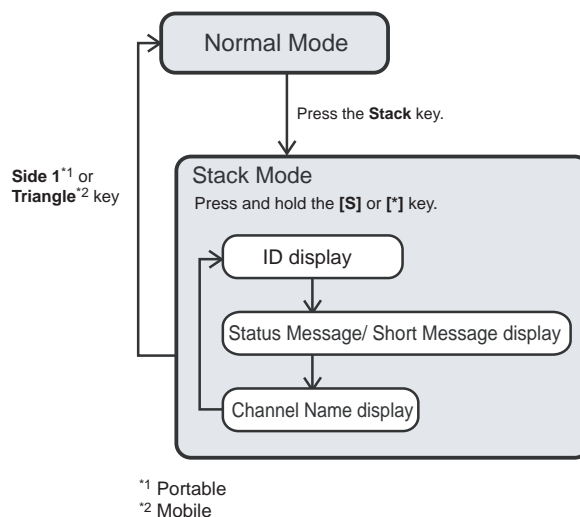 Normal Mode
Press the Stack key.
Side 1*1 or
Triangle*2 key
Stack Mode
Press and hold the [S] or [*] key.
ID display
Status Message/ Short Message display
Channel Name display
*1 Portable
*2 Mobile